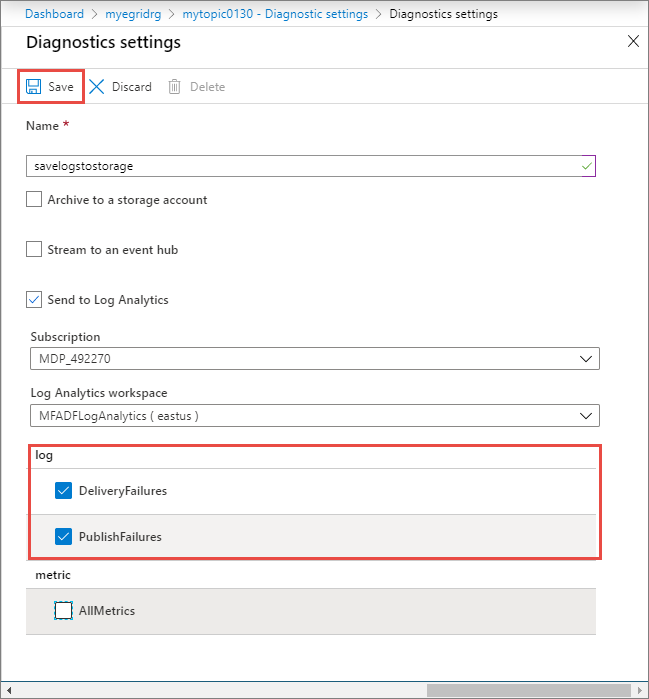 Dashboard > myegridrg > mytopic0130 - Diagnostic settings > Diagnostics settings
Diagnostics settings
Save Discard Delete
Name *
savelogstostorage
Archive to a storage account
Stream to an event hub
Send to Log Analytics
Subscription
MDP_492270
Log Analytics workspace
MFADFLogAnalytics ( eastus )
log
DeliveryFailures
PublishFailures
metric
AllMetrics